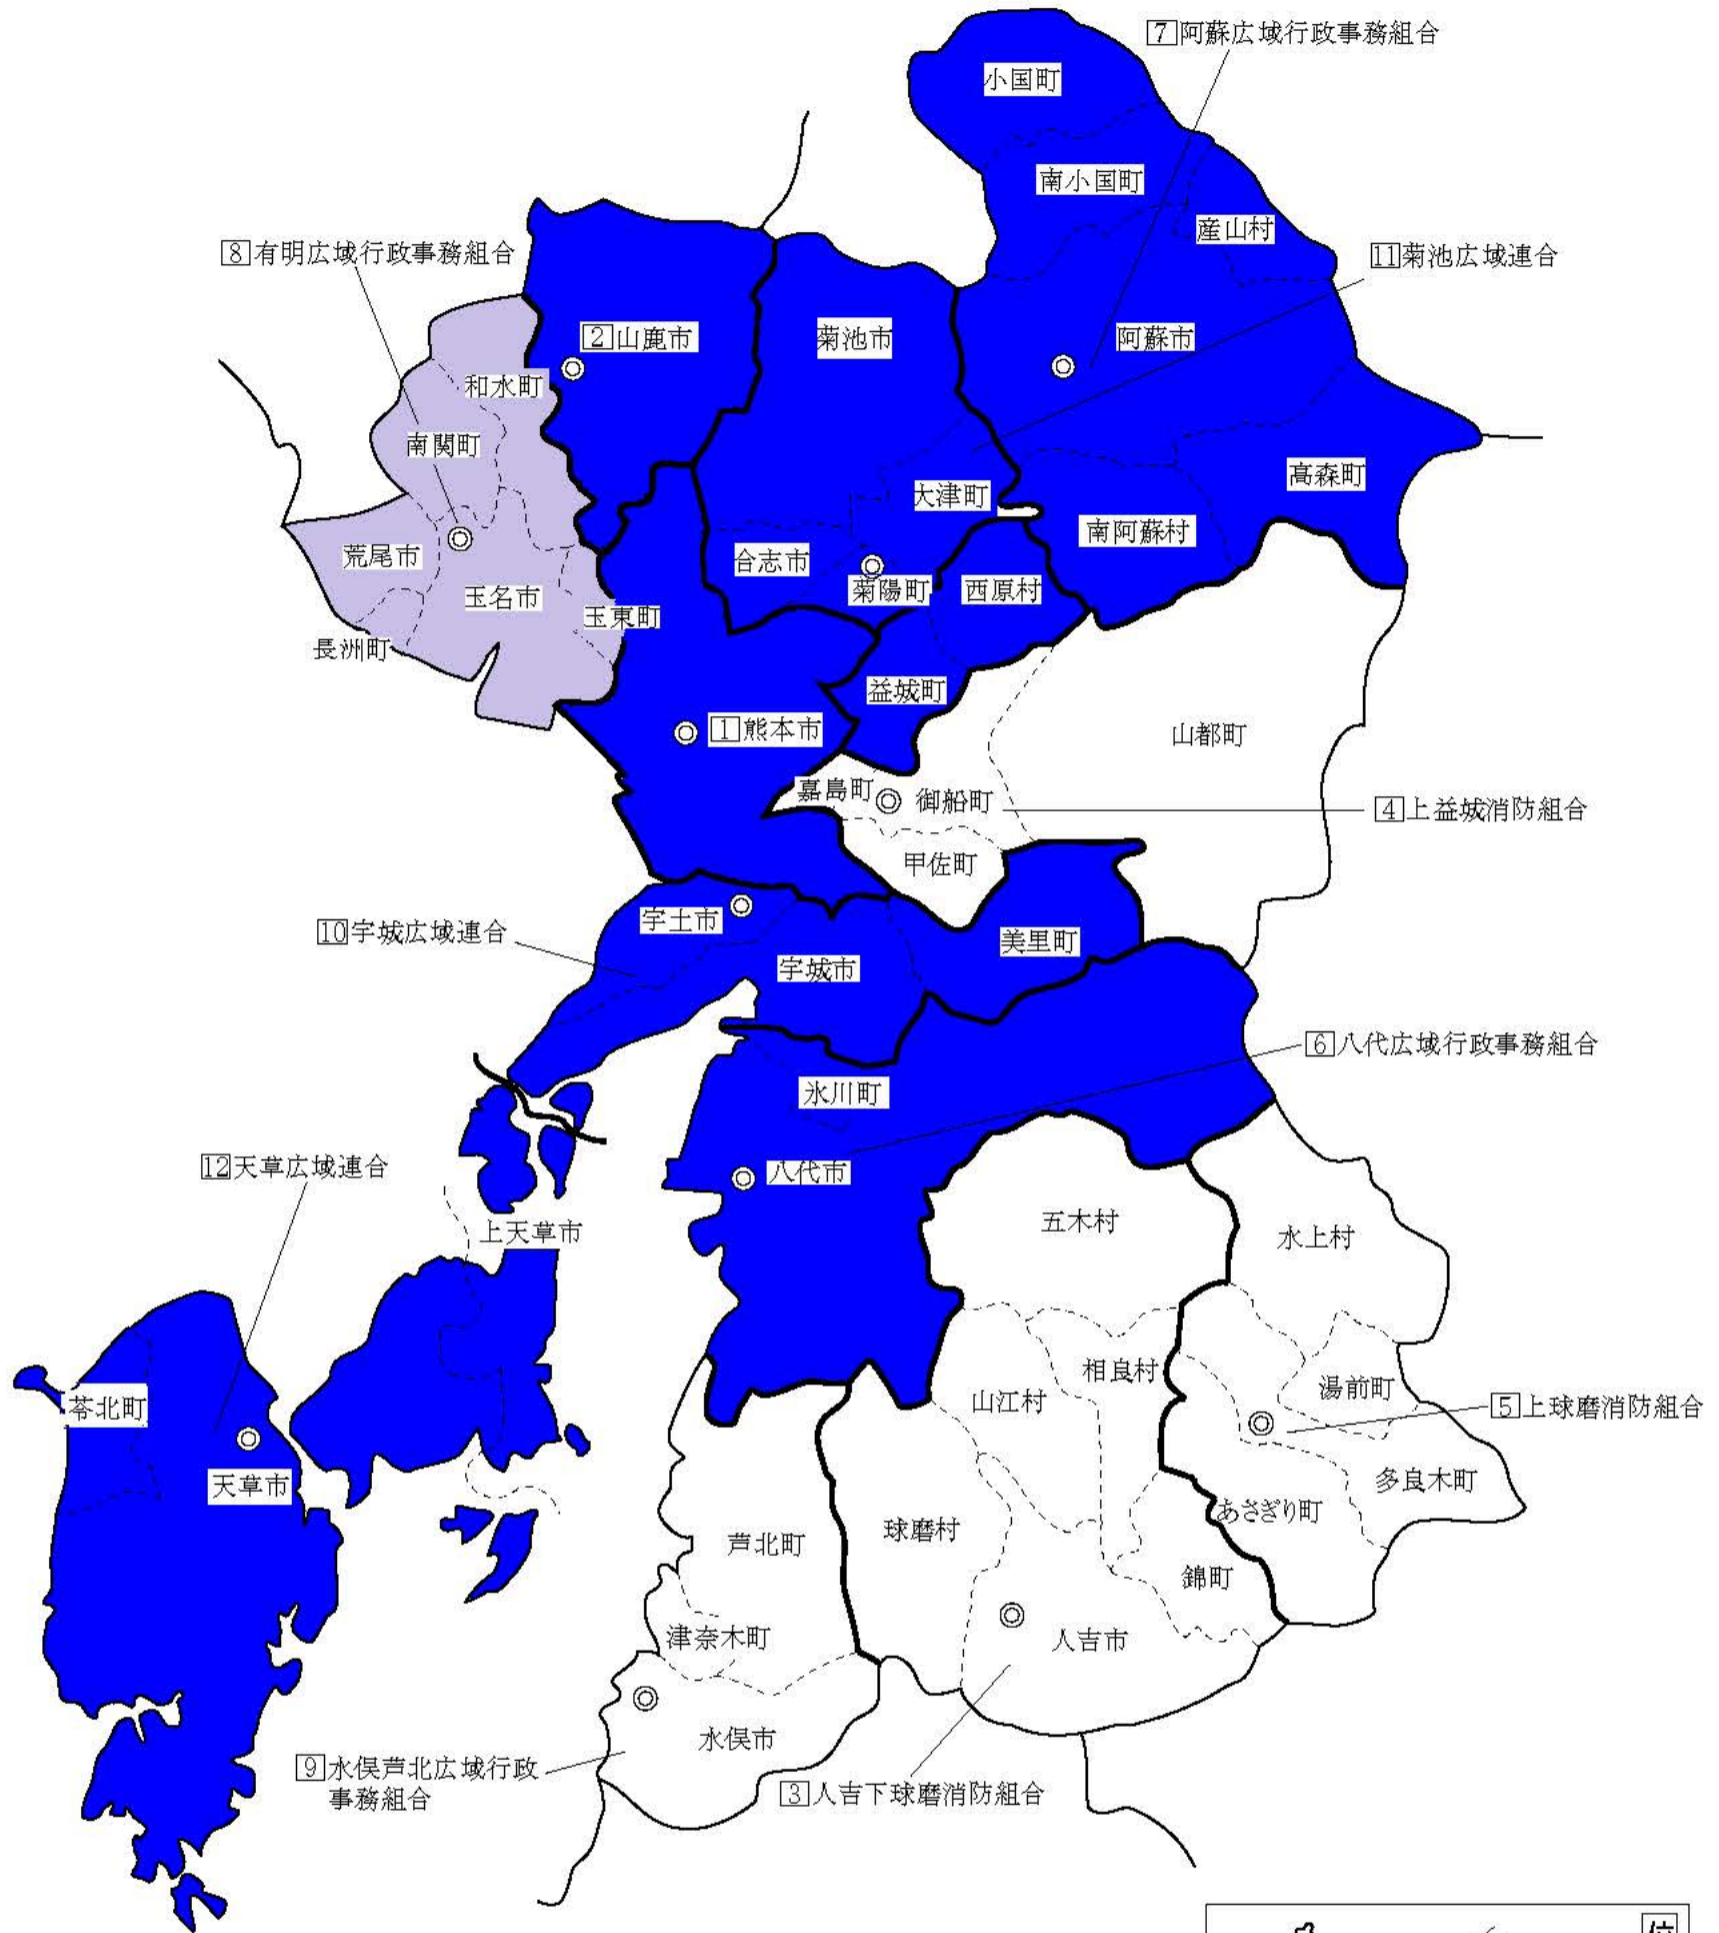 7阿蘇広域行政事務組合
小国町
南小国町
産山村
8有明広域行政事務組合
11菊池広域連合
2山鹿市
菊池市
阿蘇市
和水町
南関町
高森町
大津町
南阿蘇村
荒尾市
合志市
菊陽町
西原村
玉名市
玉東町
長洲町
益城町
1熊本市
山都町
嘉島町
御船町
4上益城消防組合
甲佐町
宇土市
10宇城広域連合
美里町
宇城市
6八代広域行政事務組合
氷川町
12天草広域連合
八代市
上天草市
五木村
水上村
相良村
湯前町
山江村
苓北町
5上球磨消防組合
天草市
多良木町
あさぎり町
球磨村
芦北町
錦町
津奈木町
人吉市
水俣市
9水俣芦北広域行政
事務組合
3人吉下球磨消防組合